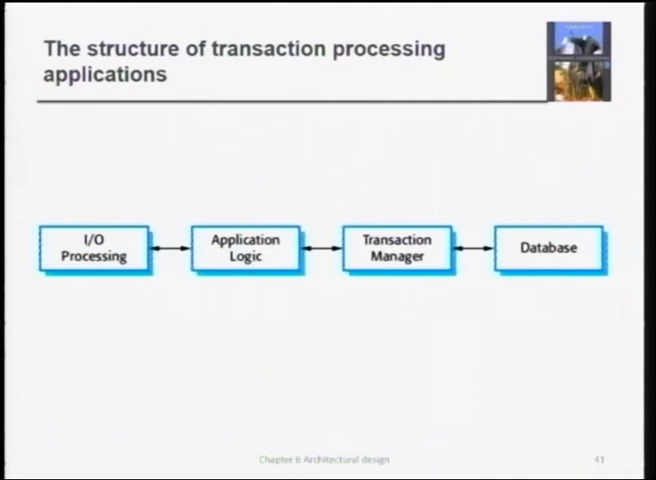 The structure of transaction processing
applications
I/O
Processing
Application
Logic
Transaction
Manager
Database
Chapter 6 Architectural design
41